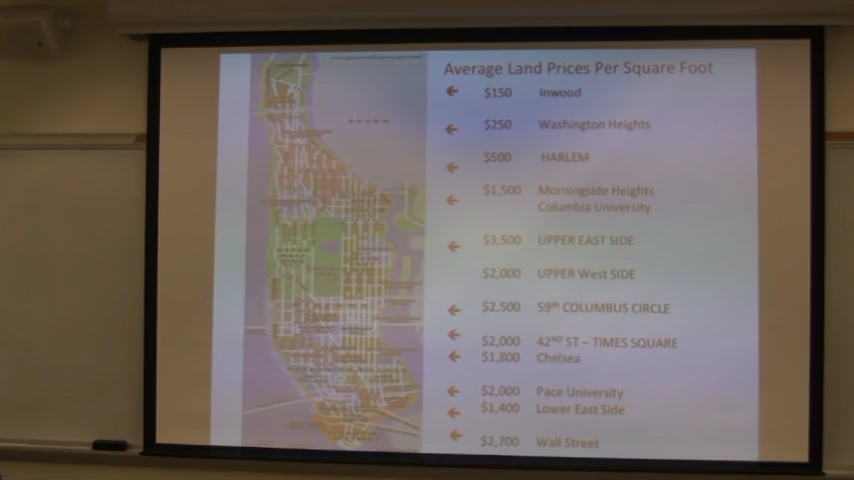 Average Land Prices Per Square Foot
$150 Inwood
$250 Washington Heights
$500 HARLEM
$1,500 Morningside Heights
Columbia University
$3,500 UPPER EAST SIDE
$2,000 UPPER West SIDE
$2,500 59th COLUMBUS CIRCLE
$2,000 42ND ST – TIMES SQUARE
$1,800 Chelsea
$2,000 Pace University
$1,400 Lower East Side
$2,700 Wall Street